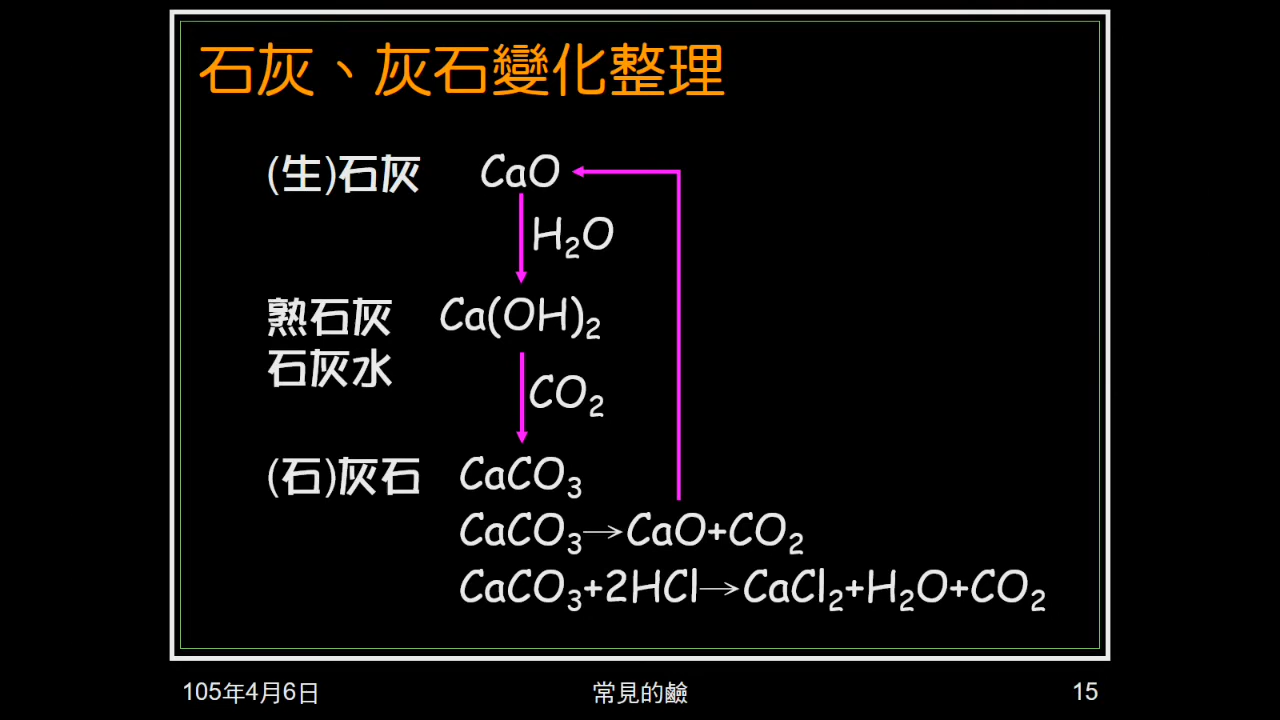 石灰、灰石變化整理
(生)石灰 CaO
H₂O
熟石灰 Ca(OH)₂
石灰水
CO₂
(石)灰石 CaCO₃
CaCO₃→CaO+CO₂
CaCO₃+2HCl→CaCl₂+H₂O+CO₂
105年4月6日 常見的鹼 15